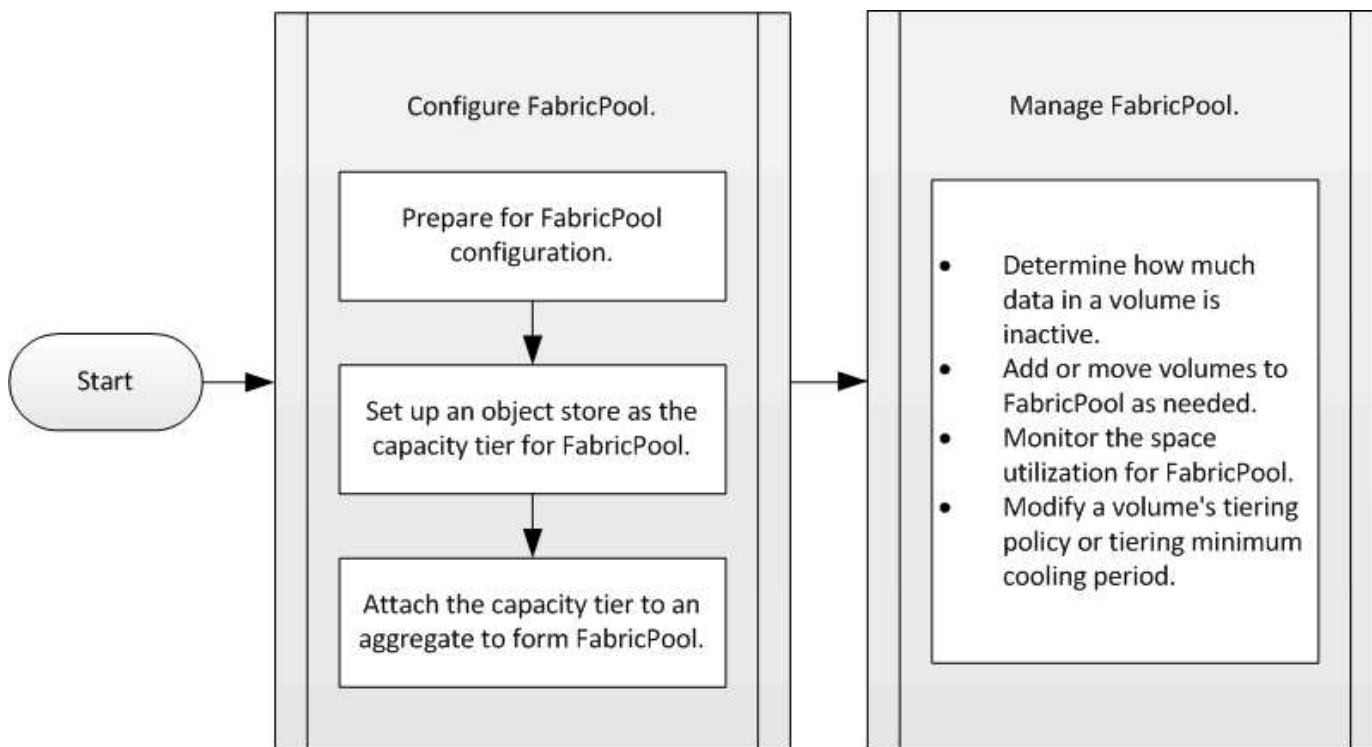 Start
Configure FabricPool.
Prepare for FabricPool
configuration.
Set up an object store as the
capacity tier for FabricPool.
Attach the capacity tier to an
aggregate to form FabricPool.
Manage FabricPool.
• Determine how much
data in a volume is
inactive.
• Add or move volumes to
FabricPool as needed.
• Monitor the space
utilization for FabricPool.
• Modify a volume's tiering
policy or tiering minimum
cooling period.